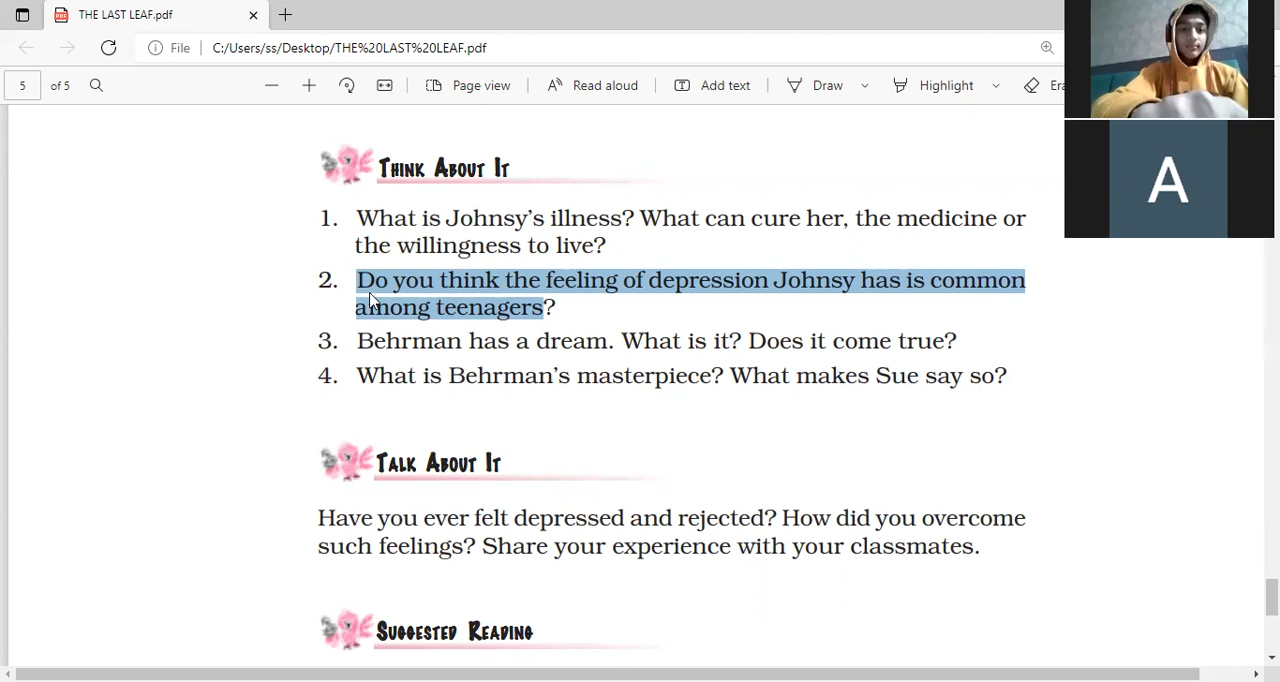 THE LAST LEAF.pdf
File C:/Users/ss/Desktop/THE%20LAST%20LEAF.pdf
5 of 5 Page view Read aloud Add text Draw Highlight Era
THINK ABOUT IT
1. What is Johnsy's illness? What can cure her, the medicine or
the willingness to live?
2. Do you think the feeling of depression Johnsy has is common
among teenagers?
3. Behrman has a dream. What is it? Does it come true?
4. What is Behrman's masterpiece? What makes Sue say so?
TALK ABOUT IT
Have you ever felt depressed and rejected? How did you overcome
such feelings? Share your experience with your classmates.
SUGGESTED READING
A